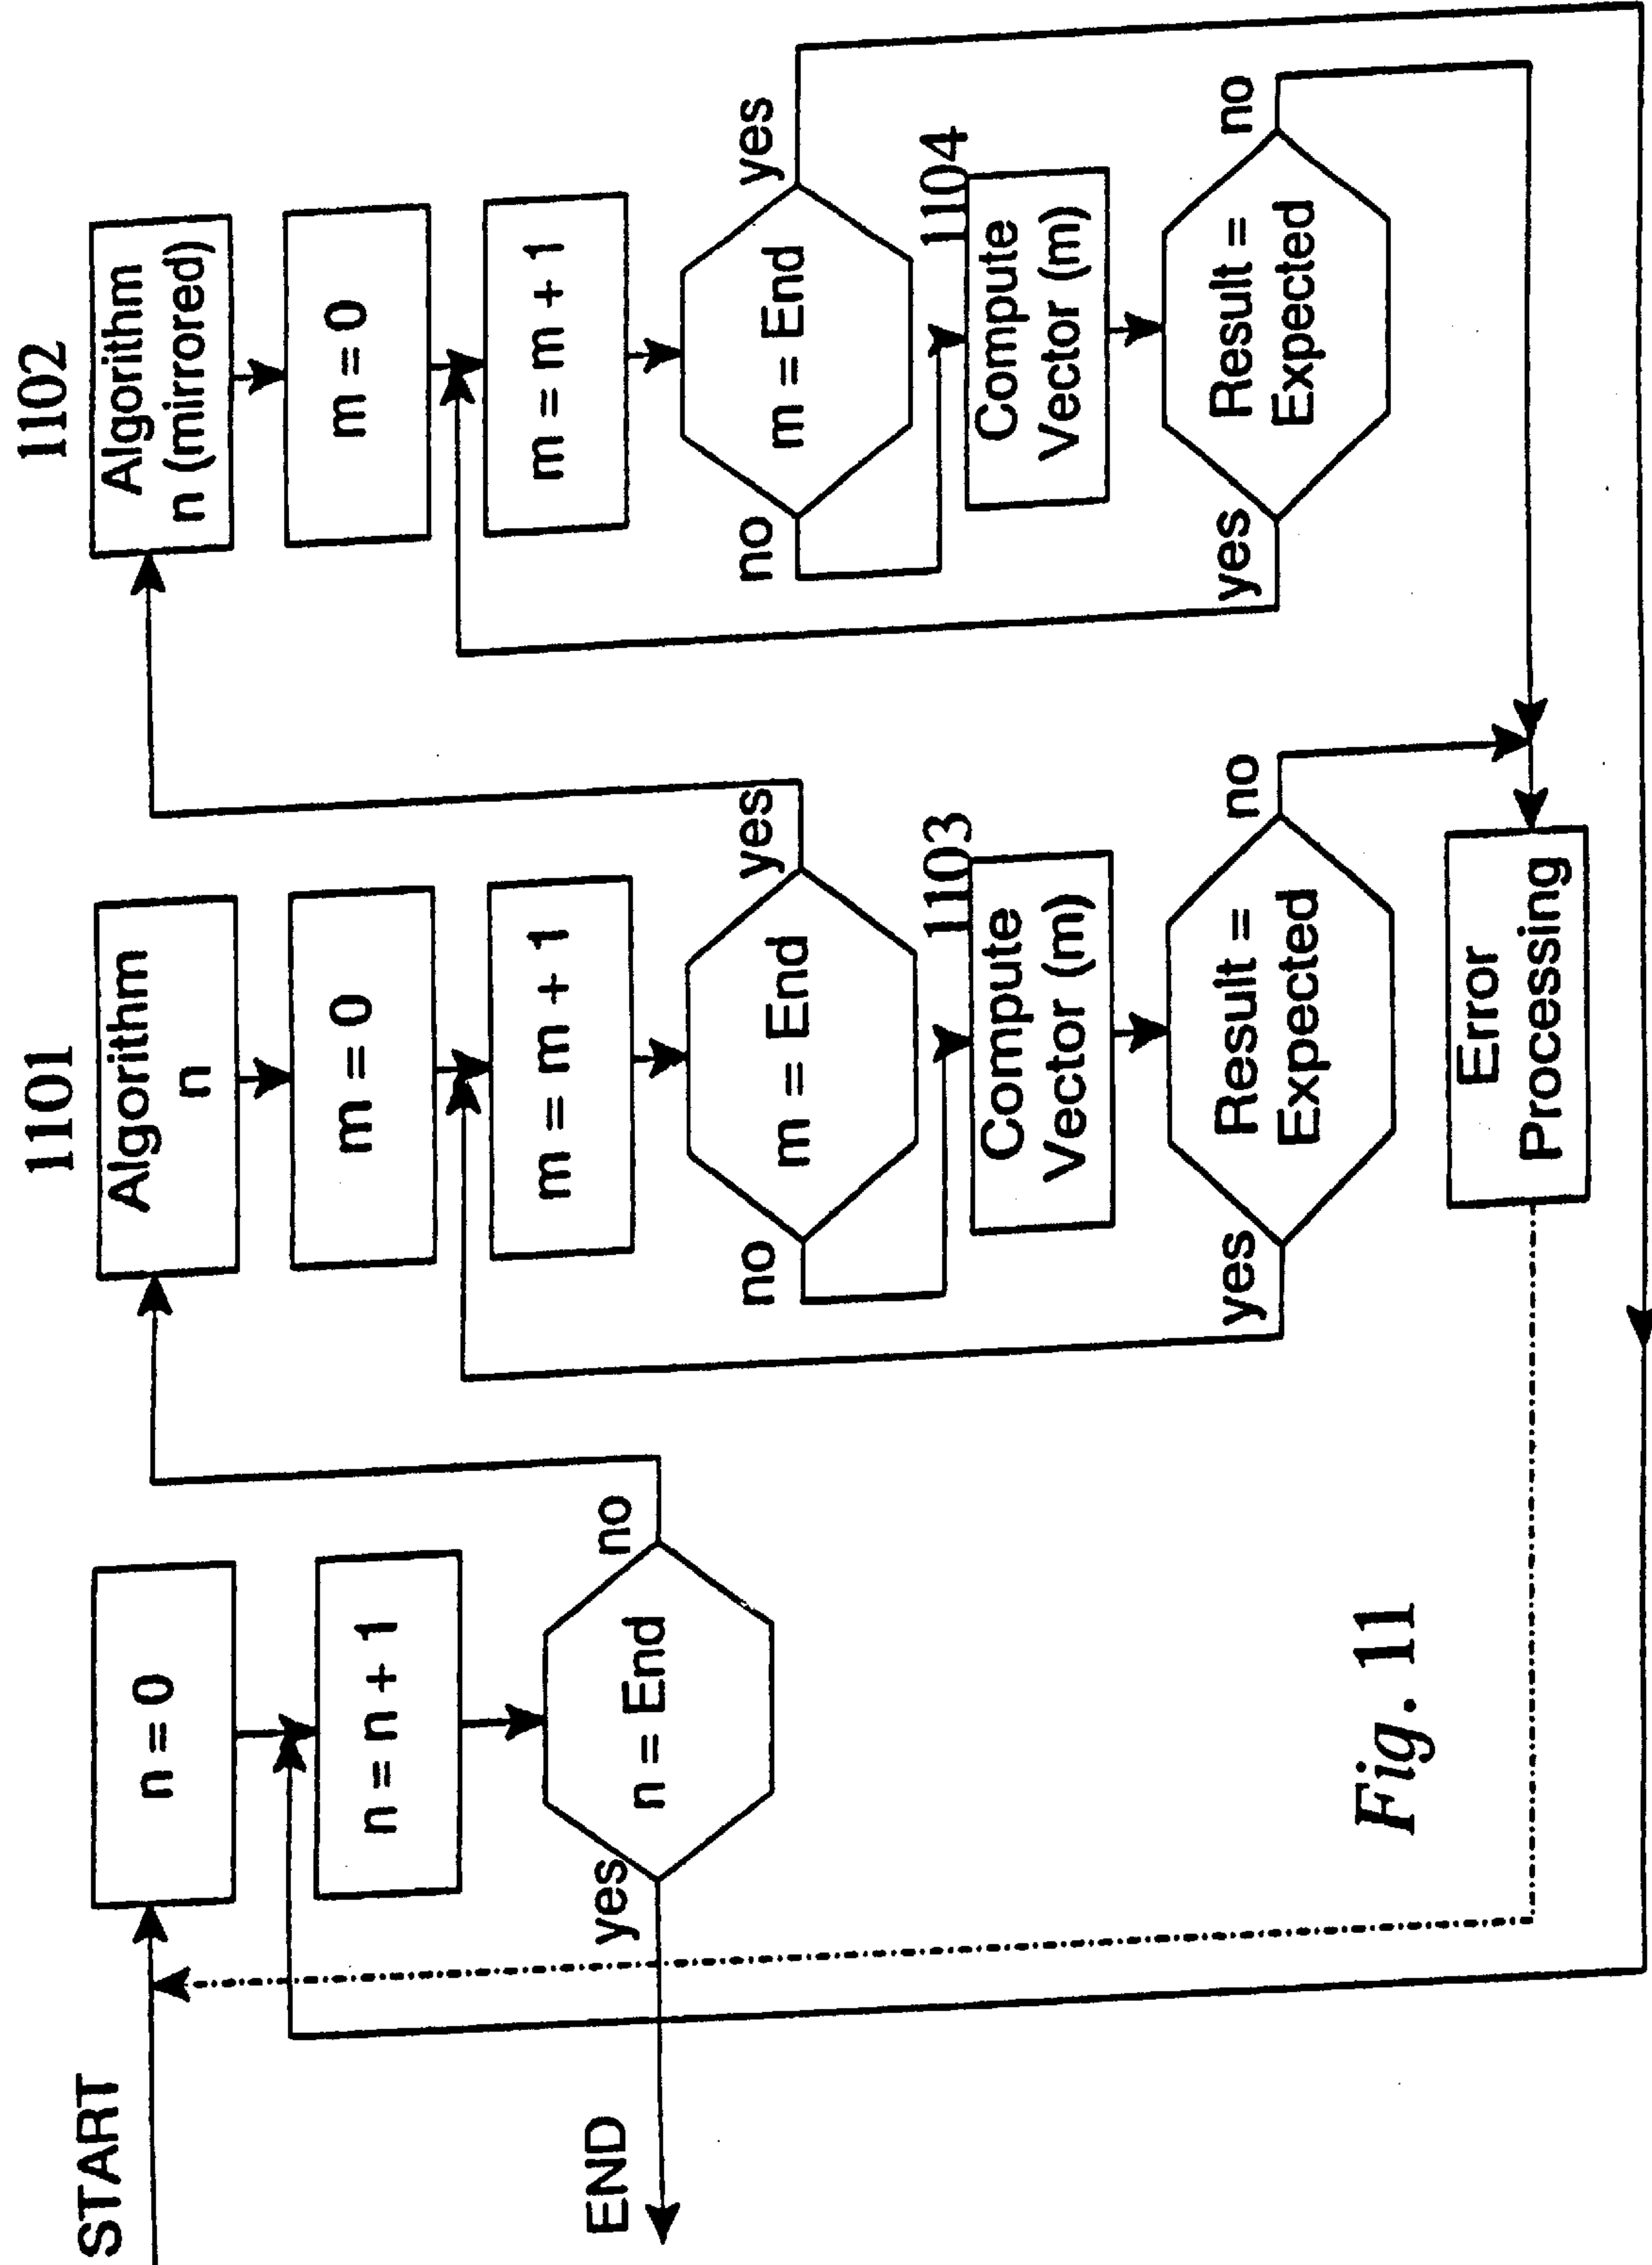 START
n = 0
n = n + 1
n = End
yes
no
END
1101
Algorithm
n
m = 0
m = m + 1
m = End
no
yes
1103
Compute
Vector (m)
Result =
Expected
yes
no
Error
Processing
1102
Algorithm
n (mirrored)
m = 0
m = m + 1
m = End
no
yes
1104
Compute
Vector (m)
Result =
Expected
yes
no
Fig. 11